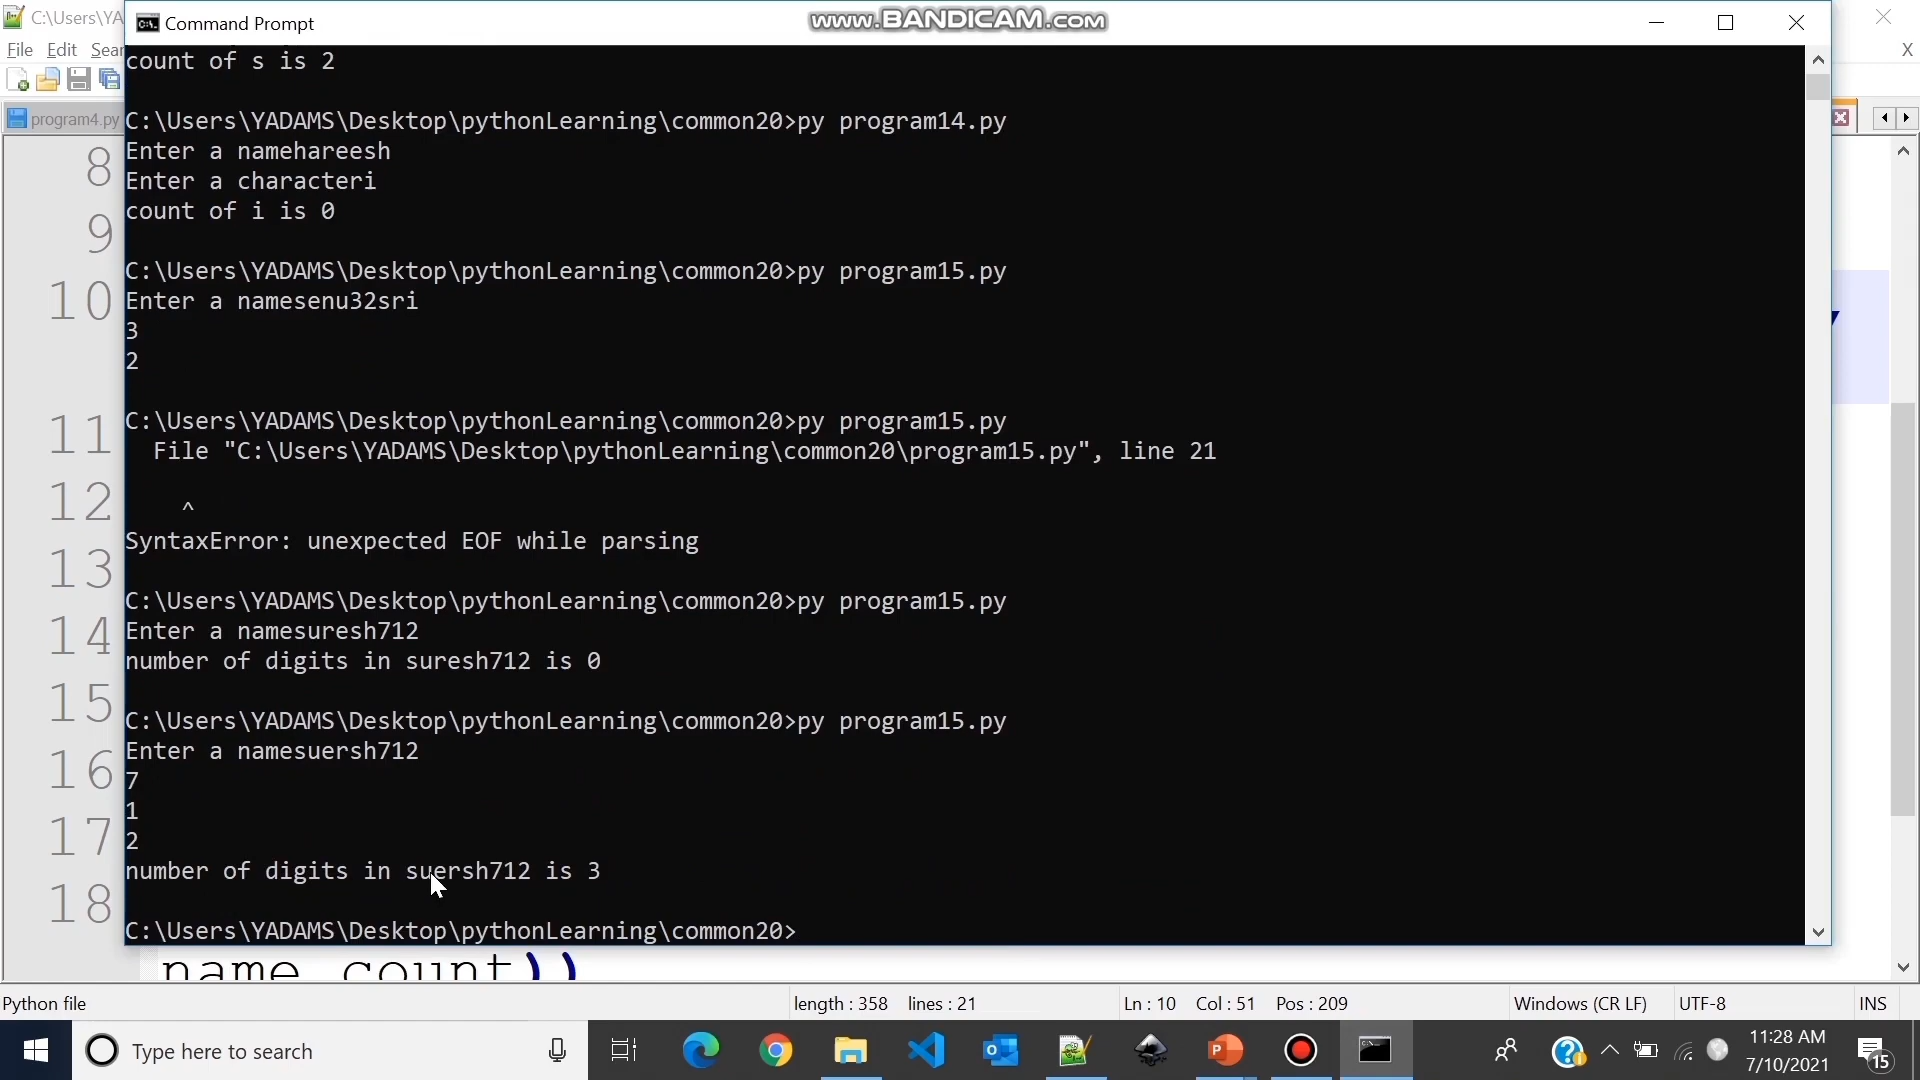 C:\Users\YA
Command Prompt
www.BANDICAM.com
File Edit Sear
X
program4.py
count of s is 2
C:\Users\YADAMS\Desktop\pythonLearning\common20>py program14.py
8
Enter a namehareesh
Enter a characteri
count of i is 0
9
C:\Users\YADAMS\Desktop\pythonLearning\common20>py program15.py
10
Enter a namesenu32sri
3
2
C:\Users\YADAMS\Desktop\pythonLearning\common20>py program15.py
11
File "C:\Users\YADAMS\Desktop\pythonLearning\common20\program15.py", line 21
12
^
SyntaxError: unexpected EOF while parsing
13
C:\Users\YADAMS\Desktop\pythonLearning\common20>py program15.py
14
Enter a namesuresh712
number of digits in suresh712 is 0
15
C:\Users\YADAMS\Desktop\pythonLearning\common20>py program15.py
Enter a namesuersh712
16
7
1
17
2
number of digits in suersh712 is 3
18
C:\Users\YADAMS\Desktop\pythonLearning\common20>
name count))
Python file
length : 358 lines : 21
Ln : 10 Col : 51 Pos : 209
Windows (CR LF)
UTF-8
INS
Type here to search
11:28 AM
7/10/2021
15